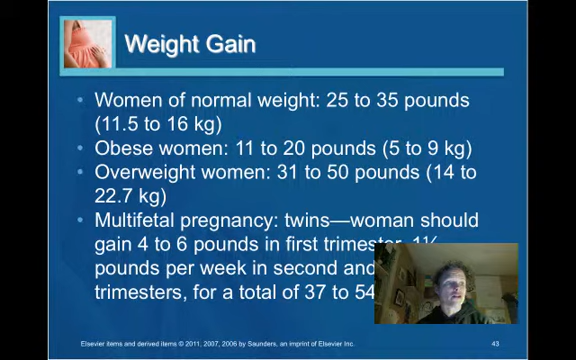 Weight Gain
• Women of normal weight: 25 to 35 pounds
(11.5 to 16 kg)
• Obese women: 11 to 20 pounds (5 to 9 kg)
• Overweight women: 31 to 50 pounds (14 to
22.7 kg)
• Multifetal pregnancy: twins—woman should
gain 4 to 6 pounds in first trimester, 1½
pounds per week in second and
trimesters, for a total of 37 to 54
Elsevier items and derived items © 2011, 2007, 2006 by Saunders, an imprint of Elsevier Inc.
43